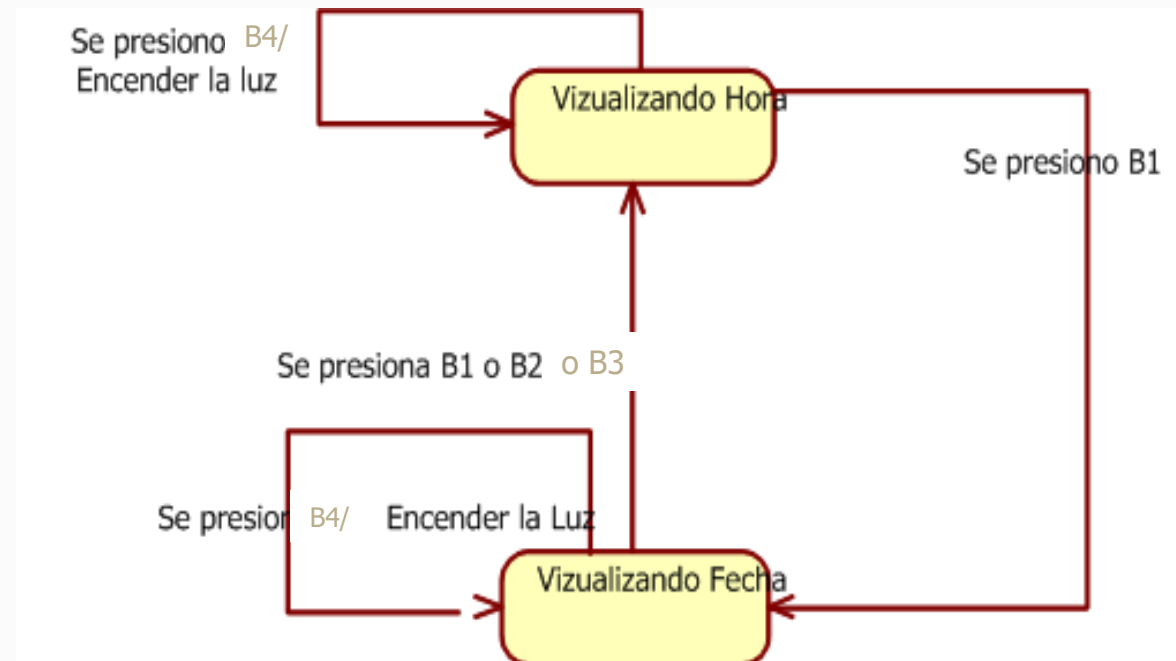 Se presiono B4/
Encender la luz
Vizualizando Hora
Se presiono B1
Se presiona B1 o B2 o B3
Se presior B4/ Encender la Luz
Vizualizando Fecha